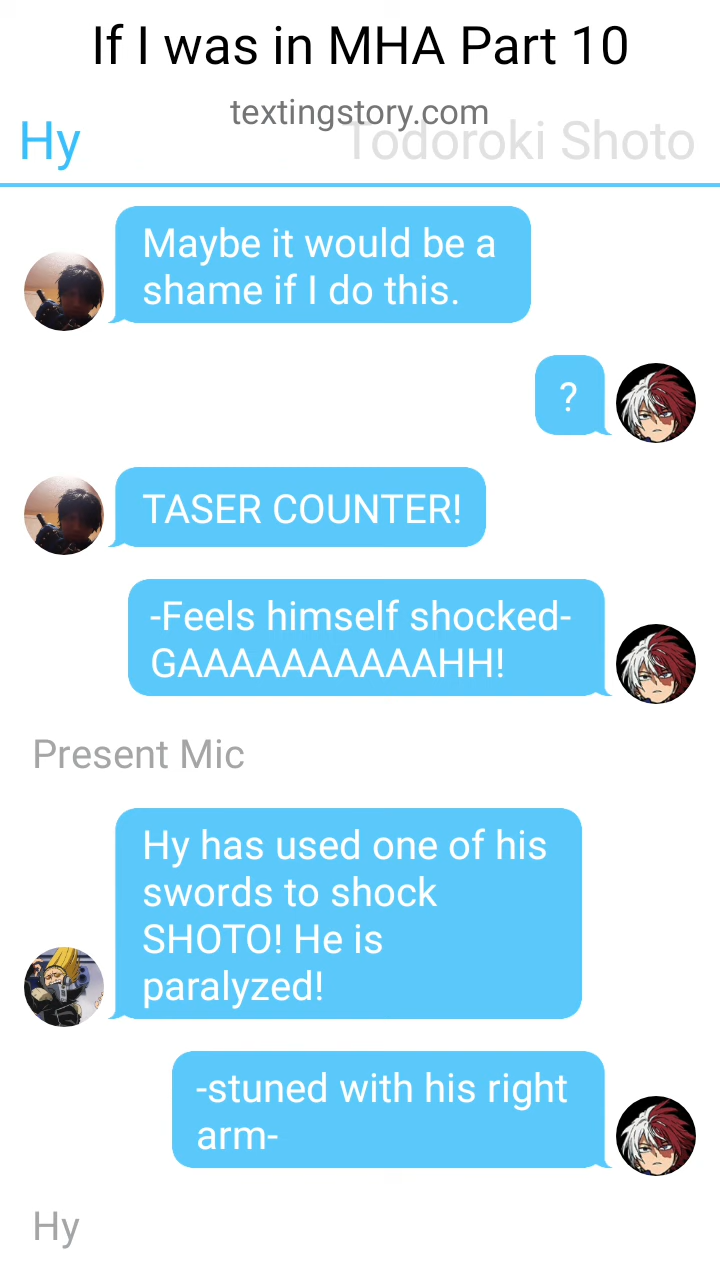 If I was in MHA Part 10
textingstory.com
Hy
Todoroki Shoto
Maybe it would be a
shame if I do this.
?
TASER COUNTER!
-Feels himself shocked-
GAAAAAAAAAAHH!
Present Mic
Hy has used one of his
swords to shock
SHOTO! He is
paralyzed!
-stuned with his right
arm-
Hy